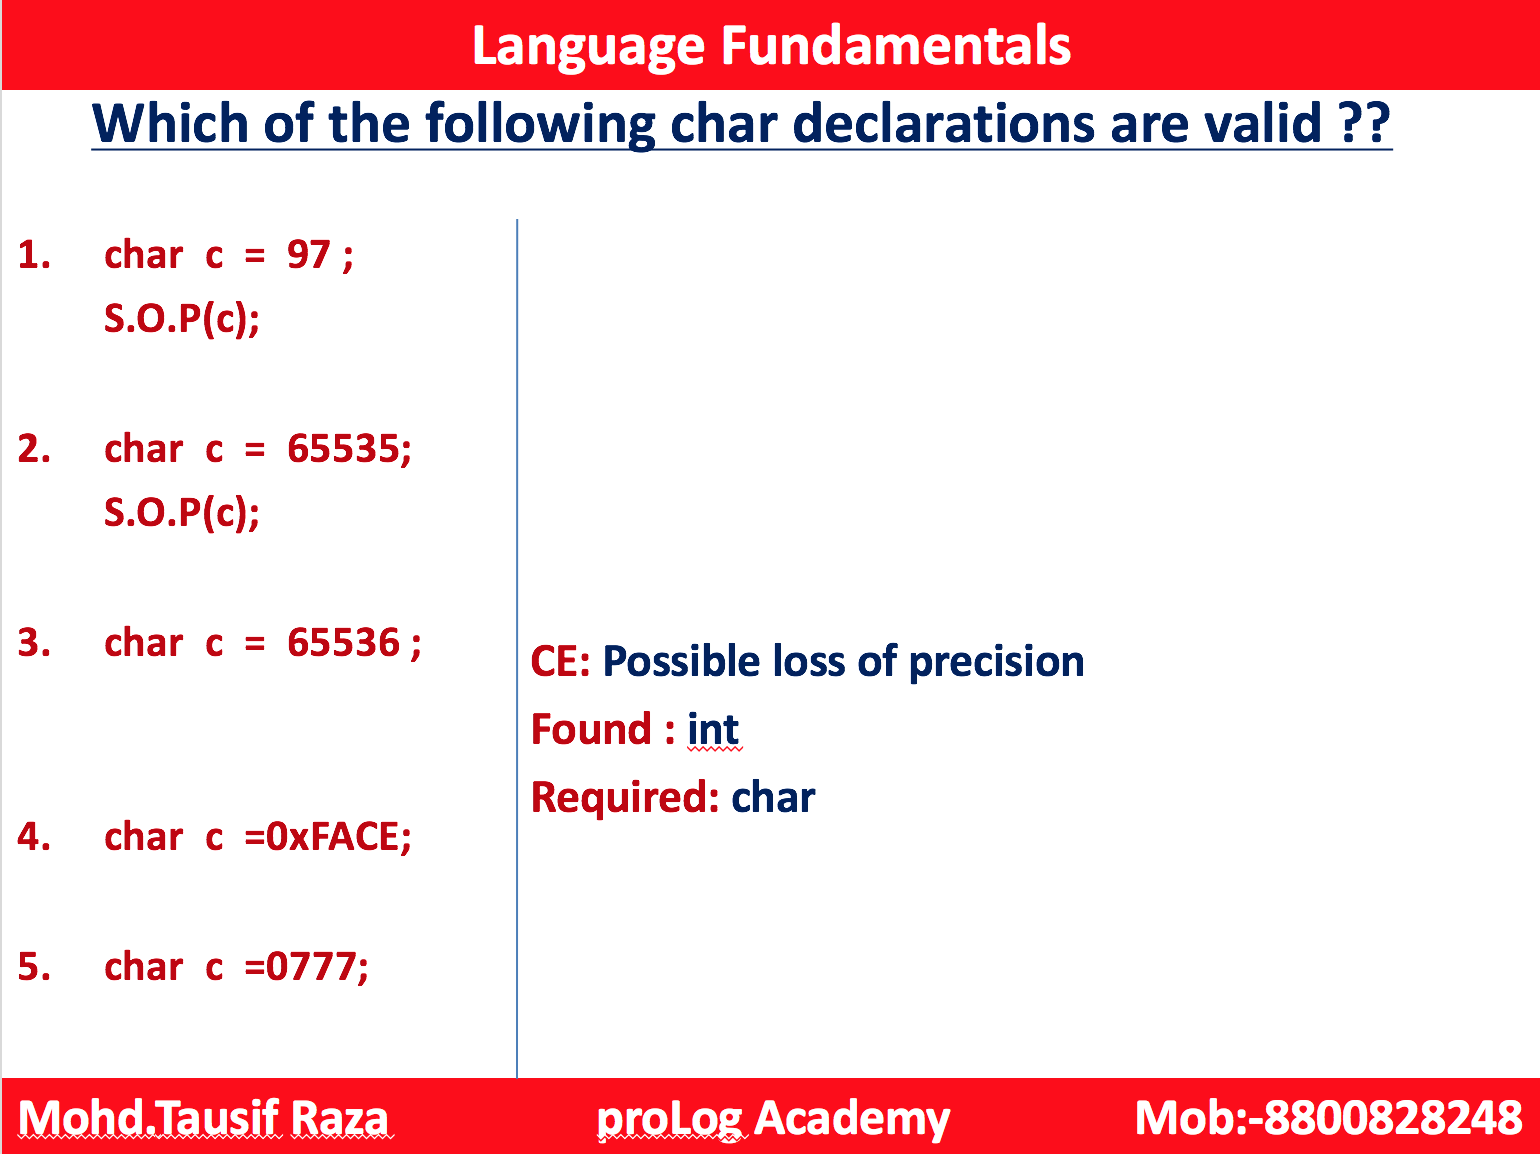 Language Fundamentals
Which of the following char declarations are valid ??
1. char c = 97 ;
S.O.P(c);
2. char c = 65535;
S.O.P(c);
3. char c = 65536 ;
4. char c =0xFACE;
5. char c =0777;
CE: Possible loss of precision
Found : int
Required: char
Mohd.Tausif Raza proLog Academy Mob:-8800828248